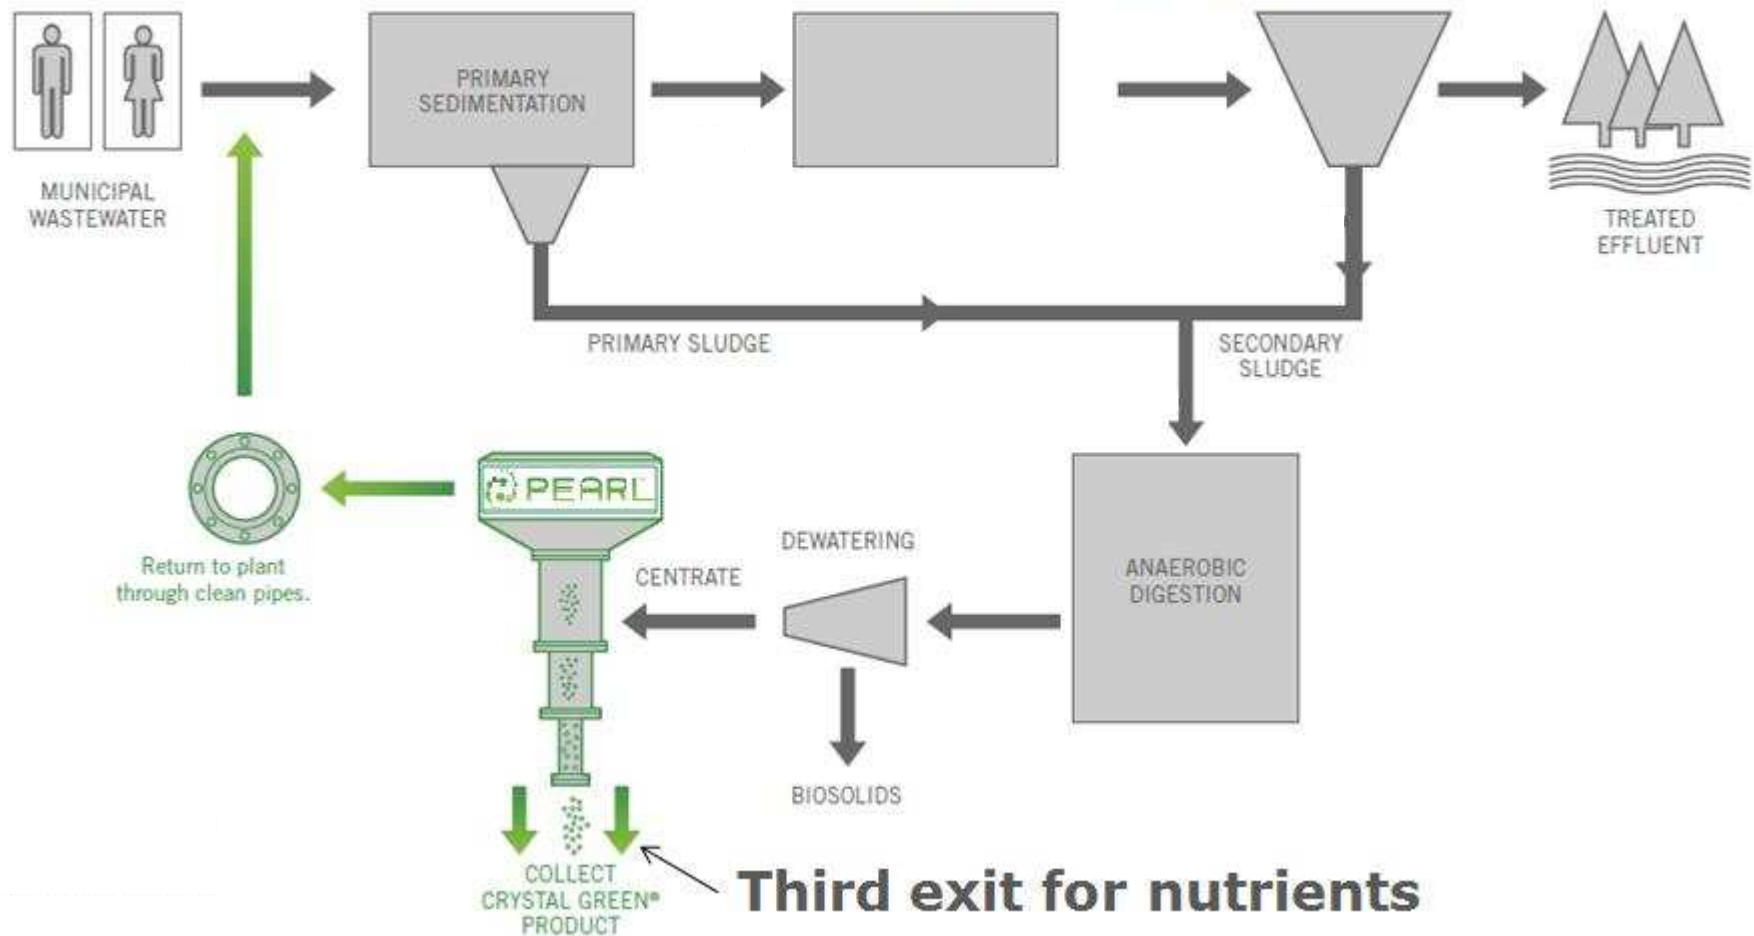 PRIMARY
SEDIMENTATION
MUNICIPAL
WASTEWATER
TREATED
EFFLUENT
PRIMARY SLUDGE
SECONDARY
SLUDGE
PEARL
Return to plant
through clean pipes.
CENTRATE
DEWATERING
ANAEROBIC
DIGESTION
BIOSOLIDS
COLLECT
CRYSTAL GREEN®
PRODUCT
Third exit for nutrients